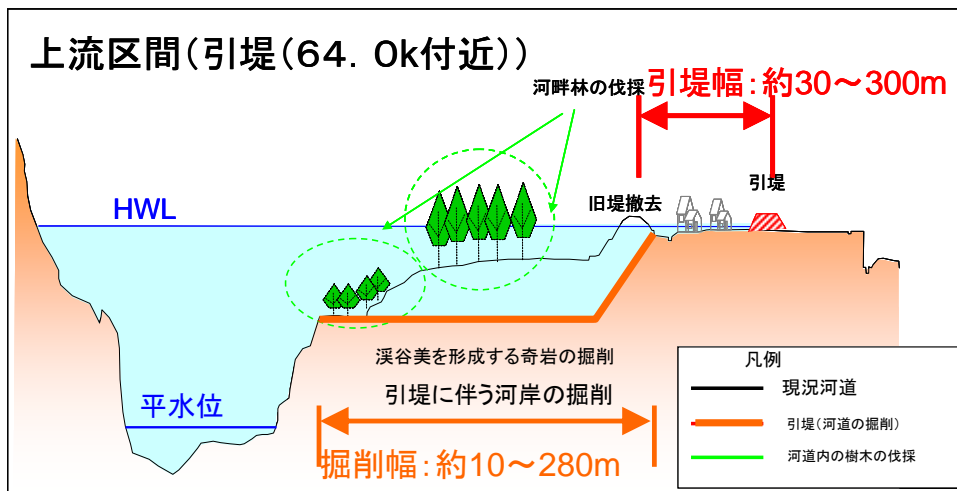 上流区間(引堤(64．0k付近))
河畔林の伐採
引堤幅：約30～300m
引堤
旧堤撤去
HWL
渓谷美を形成する奇岩の掘削
引堤に伴う河岸の掘削
平水位
掘削幅：約10～280m
凡例
現況河道
引堤(河道の掘削)
河道内の樹木の伐採